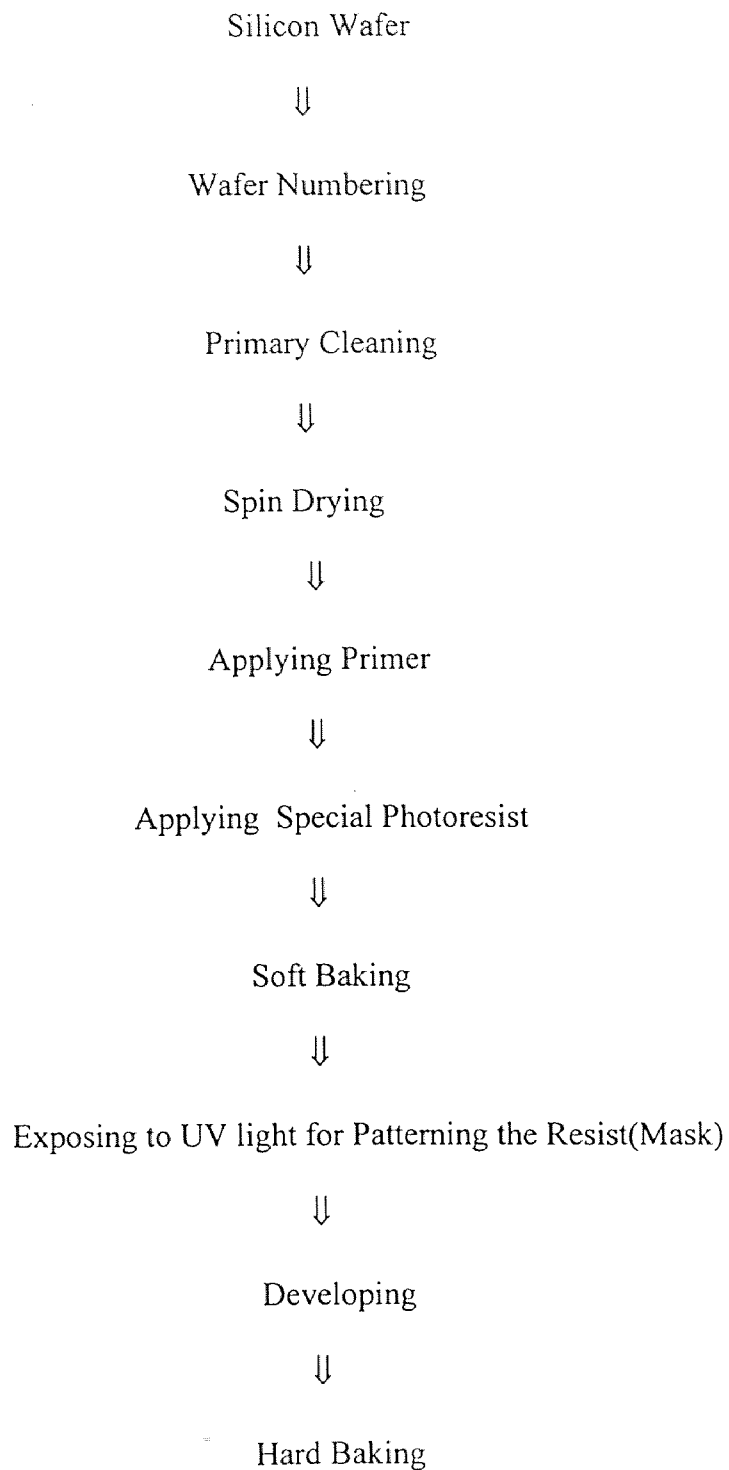 Silicon Wafer
⇓
Wafer Numbering
⇓
Primary Cleaning
⇓
Spin Drying
⇓
Applying Primer
⇓
Applying Special Photoresist
⇓
Soft Baking
⇓
Exposing to UV light for Patterning the Resist(Mask)
⇓
Developing
⇓
Hard Baking